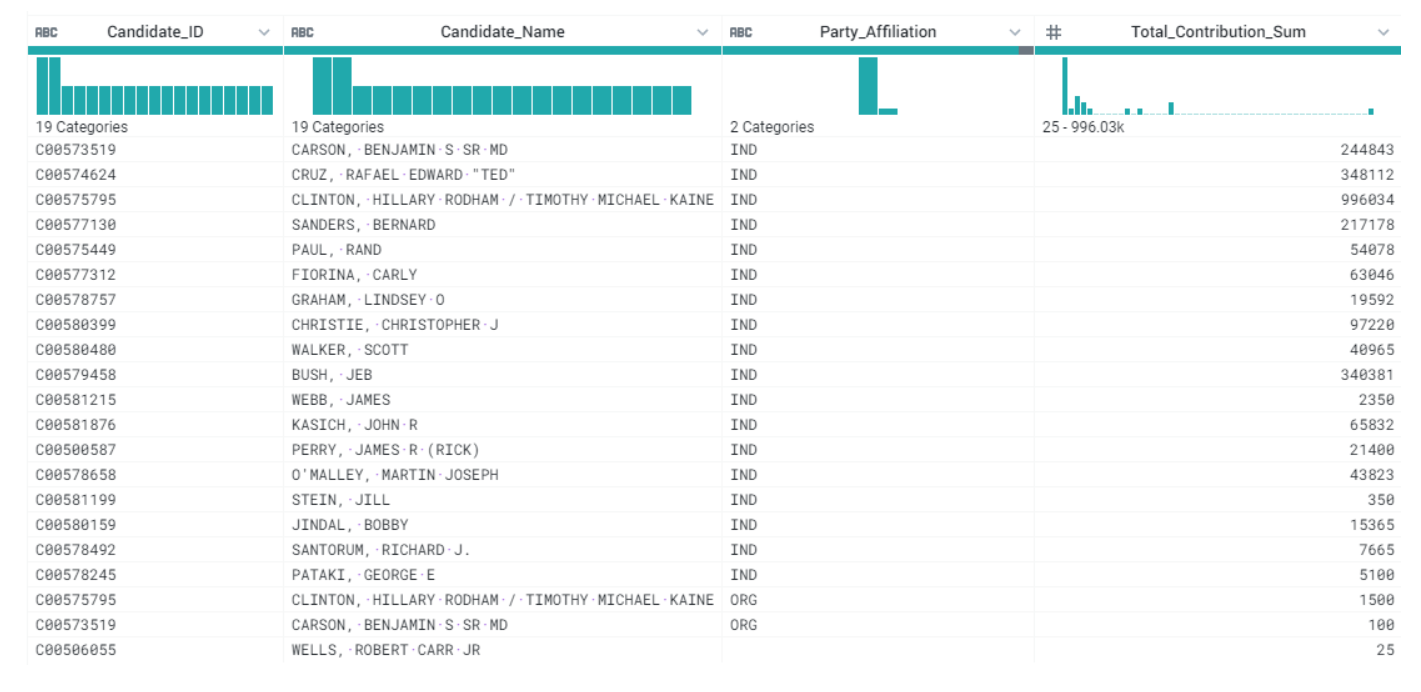 ABC Candidate_ID ABC Candidate_Name ABC Party_Affiliation # Total_Contribution_Sum
19 Categories 19 Categories 2 Categories 25 - 996.03k
C00573519 CARSON,·BENJAMIN·S·SR·MD IND 244843
C00574624 CRUZ,·RAFAEL·EDWARD·"TED" IND 348112
C00575795 CLINTON,·HILLARY·RODHAM·/·TIMOTHY·MICHAEL·KAINE IND 996034
C00577130 SANDERS,·BERNARD IND 217178
C00575449 PAUL,·RAND IND 54078
C00577312 FIORINA,·CARLY IND 63046
C00578757 GRAHAM,·LINDSEY·O IND 19592
C00580399 CHRISTIE,·CHRISTOPHER·J IND 97220
C00580480 WALKER,·SCOTT IND 40965
C00579458 BUSH,·JEB IND 340381
C00581215 WEBB,·JAMES IND 2350
C00581876 KASICH,·JOHN·R IND 65832
C00500587 PERRY,·JAMES·R·(RICK) IND 21400
C00578658 O'MALLEY,·MARTIN·JOSEPH IND 43823
C00581199 STEIN,·JILL IND 350
C00580159 JINDAL,·BOBBY IND 15365
C00578492 SANTORUM,·RICHARD·J. IND 7665
C00578245 PATAKI,·GEORGE·E IND 5100
C00575795 CLINTON,·HILLARY·RODHAM·/·TIMOTHY·MICHAEL·KAINE ORG 1500
C00573519 CARSON,·BENJAMIN·S·SR·MD ORG 100
C00506055 WELLS,·ROBERT·CARR·JR 25